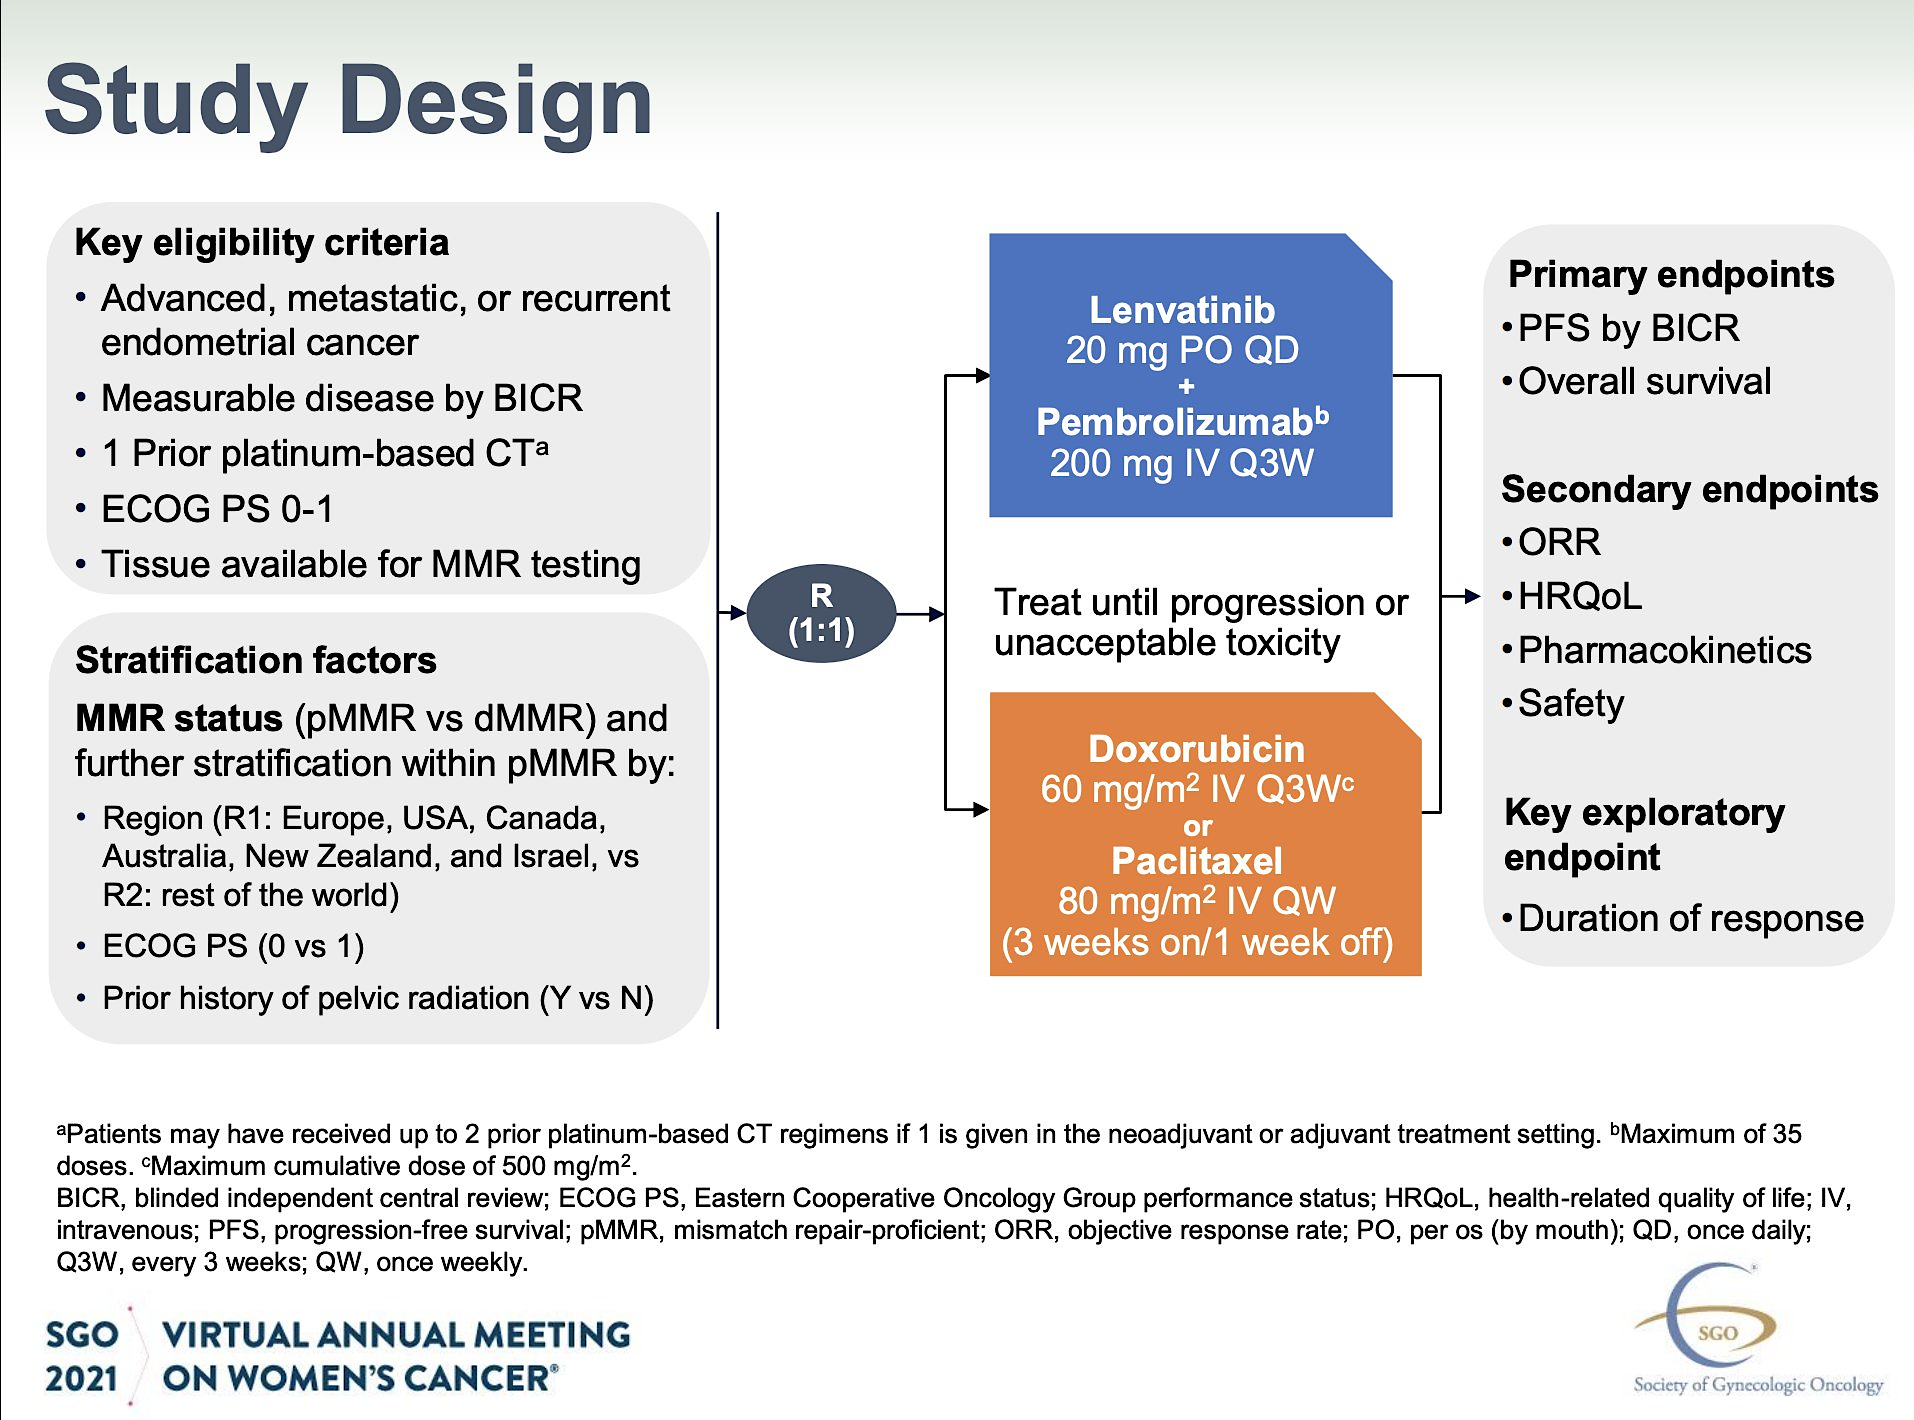 Study Design
Key eligibility criteria
• Advanced, metastatic, or recurrent
endometrial cancer
• Measurable disease by BICR
• 1 Prior platinum-based CTᵃ
• ECOG PS 0-1
• Tissue available for MMR testing
Stratification factors
MMR status (pMMR vs dMMR) and
further stratification within pMMR by:
• Region (R1: Europe, USA, Canada,
Australia, New Zealand, and Israel, vs
R2: rest of the world)
• ECOG PS (0 vs 1)
• Prior history of pelvic radiation (Y vs N)
R
(1:1)
Lenvatinib
20 mg PO QD
+
Pembrolizumabᵇ
200 mg IV Q3W
Treat until progression or
unacceptable toxicity
Doxorubicin
60 mg/m² IV Q3Wᶜ
or
Paclitaxel
80 mg/m² IV QW
(3 weeks on/1 week off)
Primary endpoints
• PFS by BICR
• Overall survival
Secondary endpoints
• ORR
• HRQoL
• Pharmacokinetics
• Safety
Key exploratory
endpoint
• Duration of response
ᵃPatients may have received up to 2 prior platinum-based CT regimens if 1 is given in the neoadjuvant or adjuvant treatment setting. ᵇMaximum of 35
doses. ᶜMaximum cumulative dose of 500 mg/m².
BICR, blinded independent central review; ECOG PS, Eastern Cooperative Oncology Group performance status; HRQoL, health-related quality of life; IV,
intravenous; PFS, progression-free survival; pMMR, mismatch repair-proficient; ORR, objective response rate; PO, per os (by mouth); QD, once daily;
Q3W, every 3 weeks; QW, once weekly.
SGO
2021
VIRTUAL ANNUAL MEETING
ON WOMEN'S CANCER®
SGO
®
Society of Gynecologic Oncology